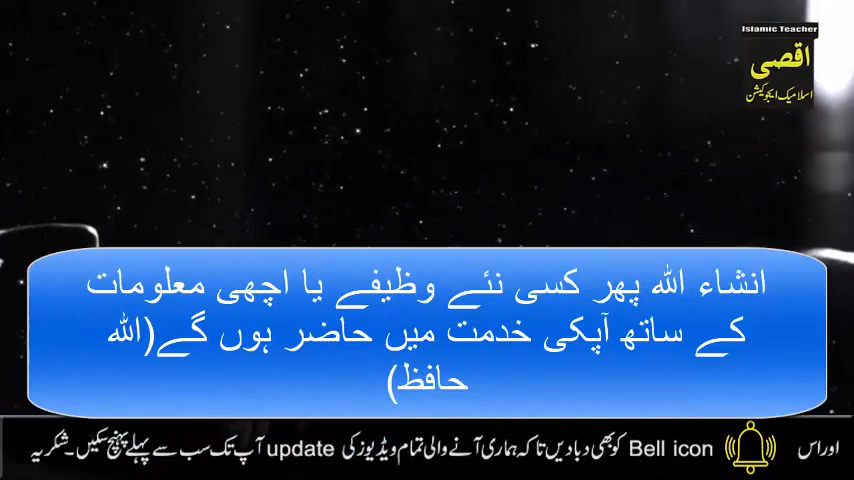 Islamic Teacher
اقصی
اسلامیک ایجوکیشن
انشاء اللہ پھر کسی نئے وظیفے یا اچھی معلومات
کے ساتھ آپکی خدمت میں حاضر ہوں گے(اللہ
حافظ)
اور اس Bell icon کو بھی دبا دیں تا کہ ہماری آنے والی تمام ویڈیوز کی update آپ تک سب سے پہلے پہنچ سکیں۔شکریہ